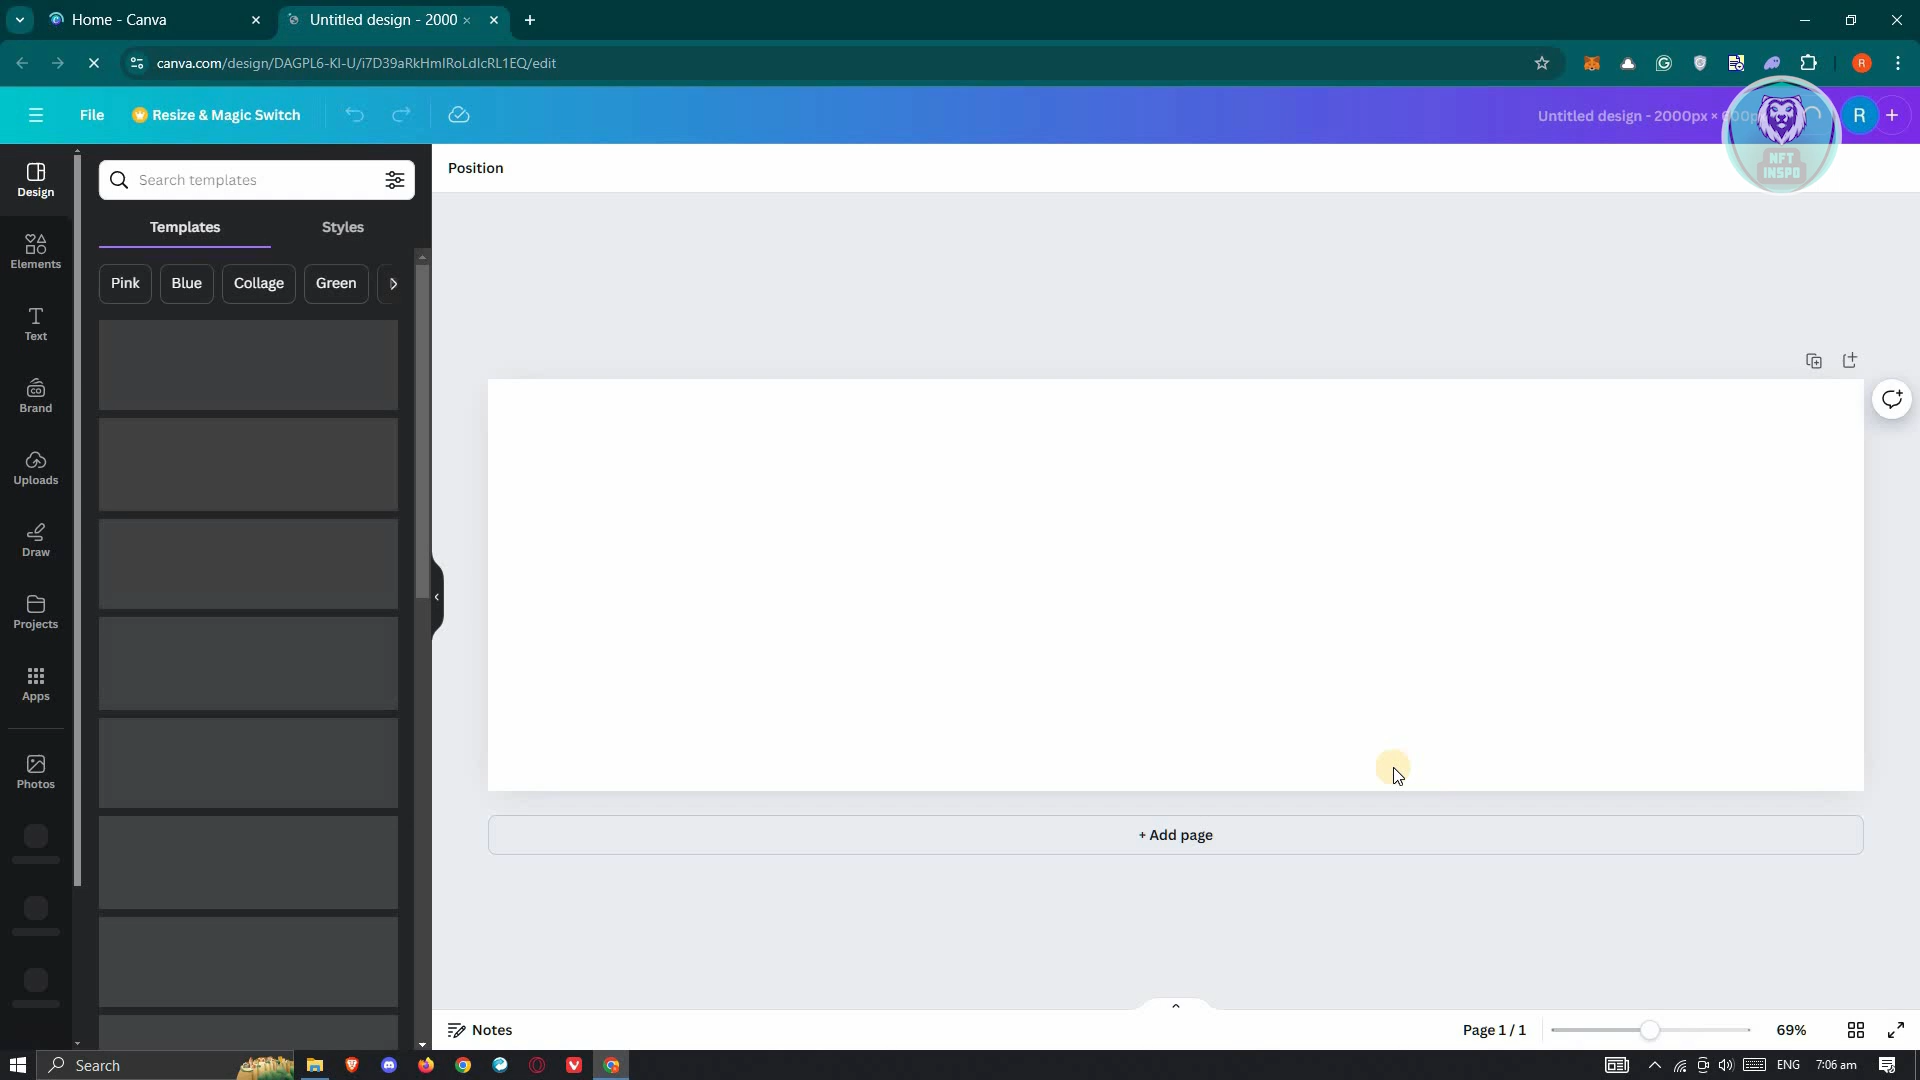 Home - Canva
Untitled design - 2000
canva.com/design/DAGPL6-KI-U/i7D39aRkHmIRoLdIcRL1EQ/edit
R
File
Resize & Magic Switch
Untitled design - 2000px ×
R
NFT
INSPO
Design
Elements
Text
Brand
Uploads
Draw
Projects
Apps
Photos
Search templates
Templates
Styles
Pink
Blue
Collage
Green
Position
+ Add page
Notes
Page 1 / 1
69%
Search
ENG
7:06 am